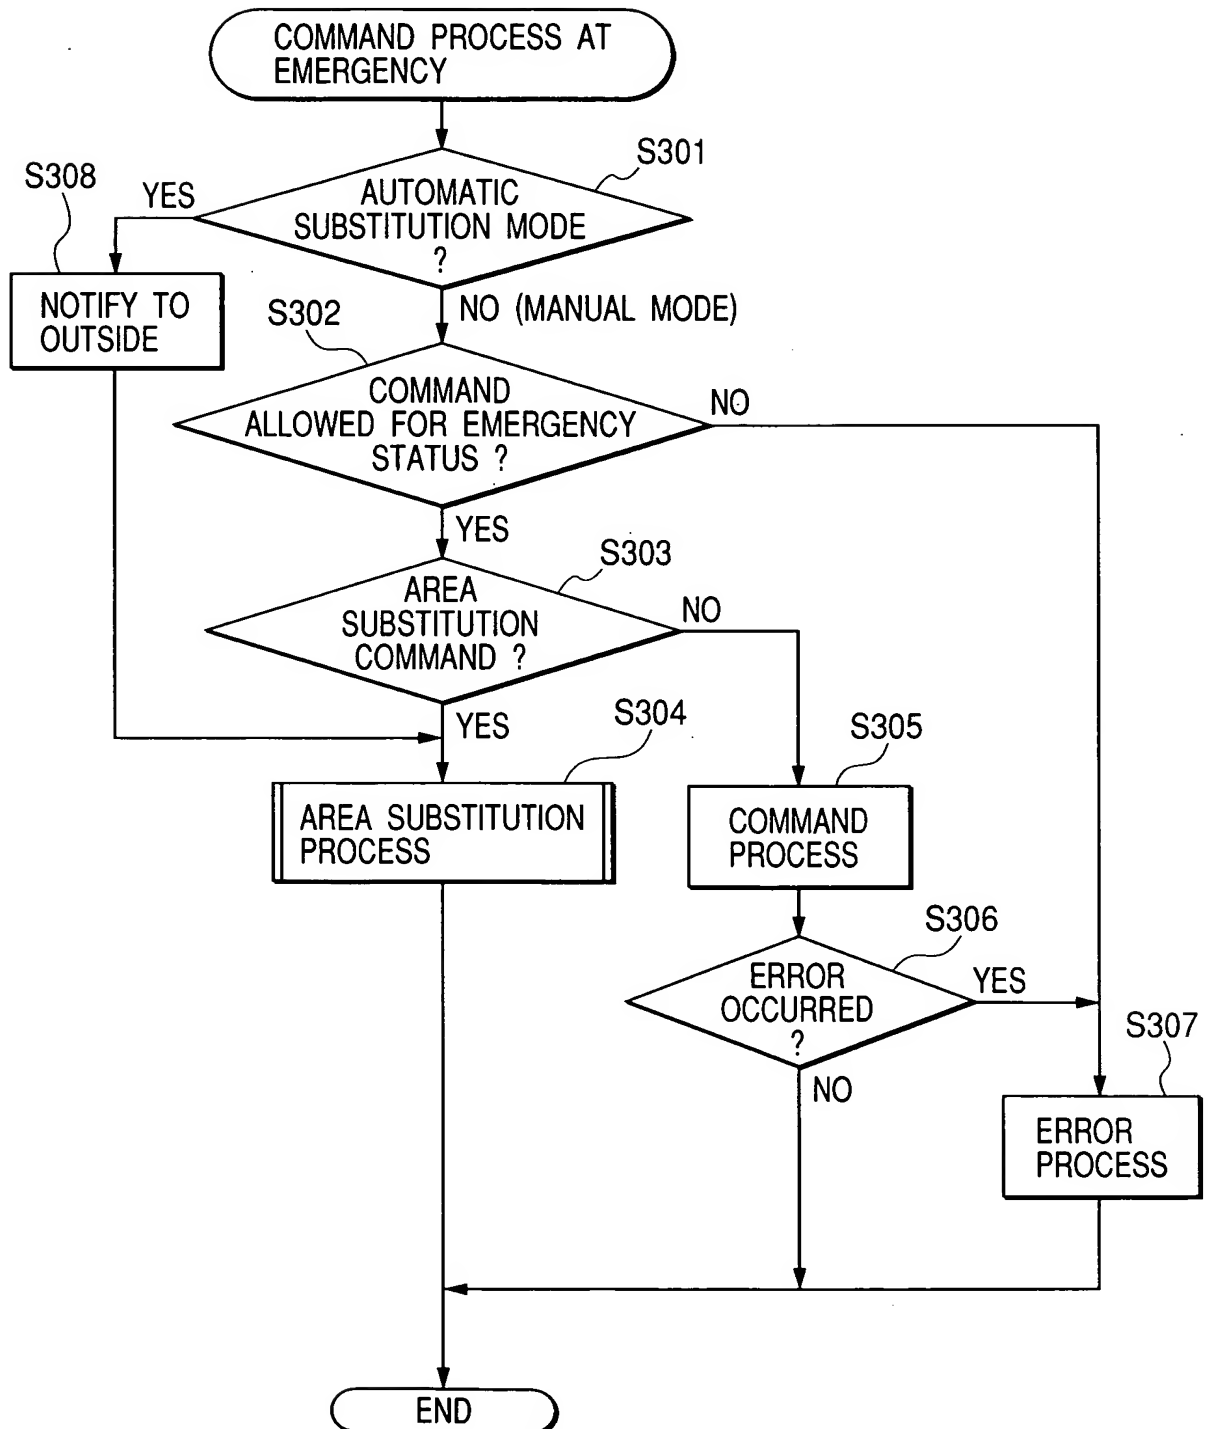 COMMAND PROCESS AT
EMERGENCY
S301
S308
YES
AUTOMATIC
SUBSTITUTION MODE
?
NOTIFY TO
OUTSIDE
S302
NO (MANUAL MODE)
COMMAND
ALLOWED FOR EMERGENCY
STATUS ?
NO
YES
S303
AREA
SUBSTITUTION
COMMAND ?
NO
YES
S304
S305
AREA SUBSTITUTION
PROCESS
COMMAND
PROCESS
S306
ERROR
OCCURRED
?
YES
S307
NO
ERROR
PROCESS
END